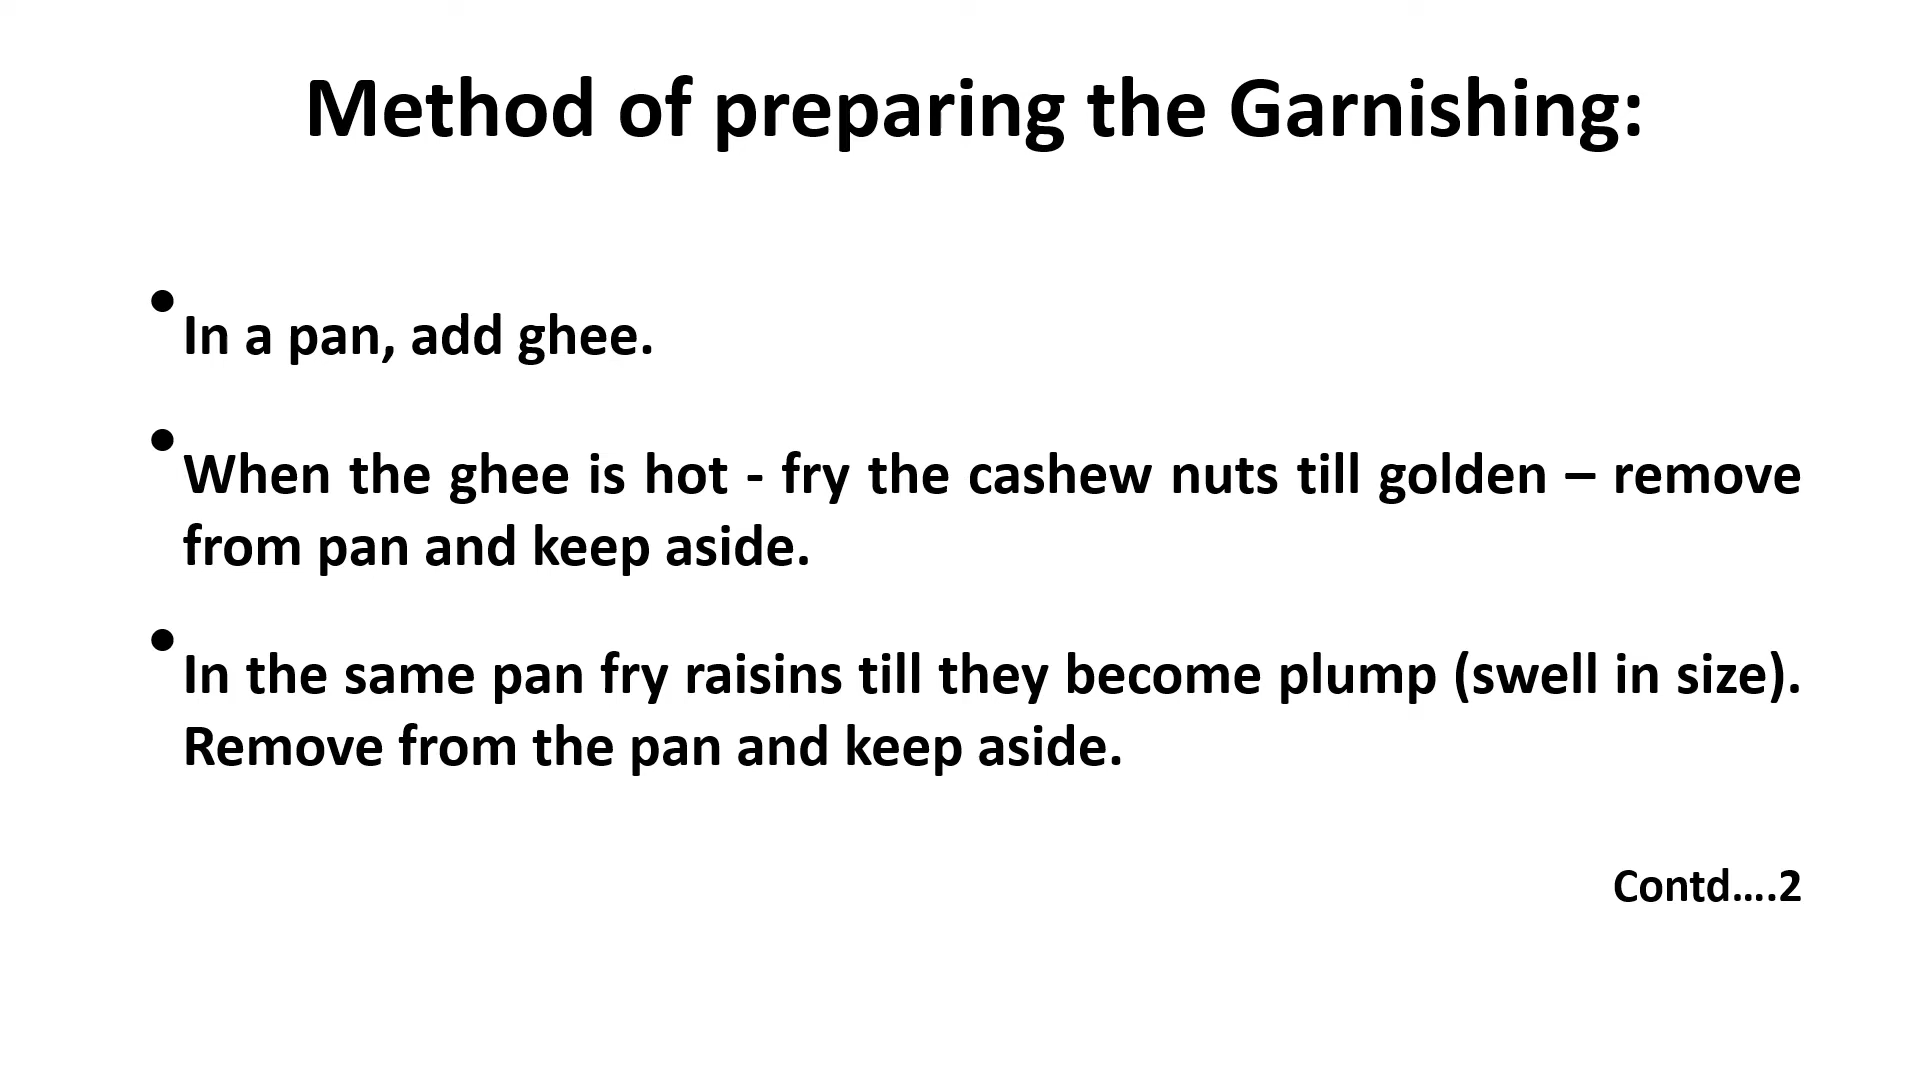 Method of preparing the Garnishing:
• In a pan, add ghee.
• When the ghee is hot - fry the cashew nuts till golden – remove
from pan and keep aside.
• In the same pan fry raisins till they become plump (swell in size).
Remove from the pan and keep aside.
Contd....2